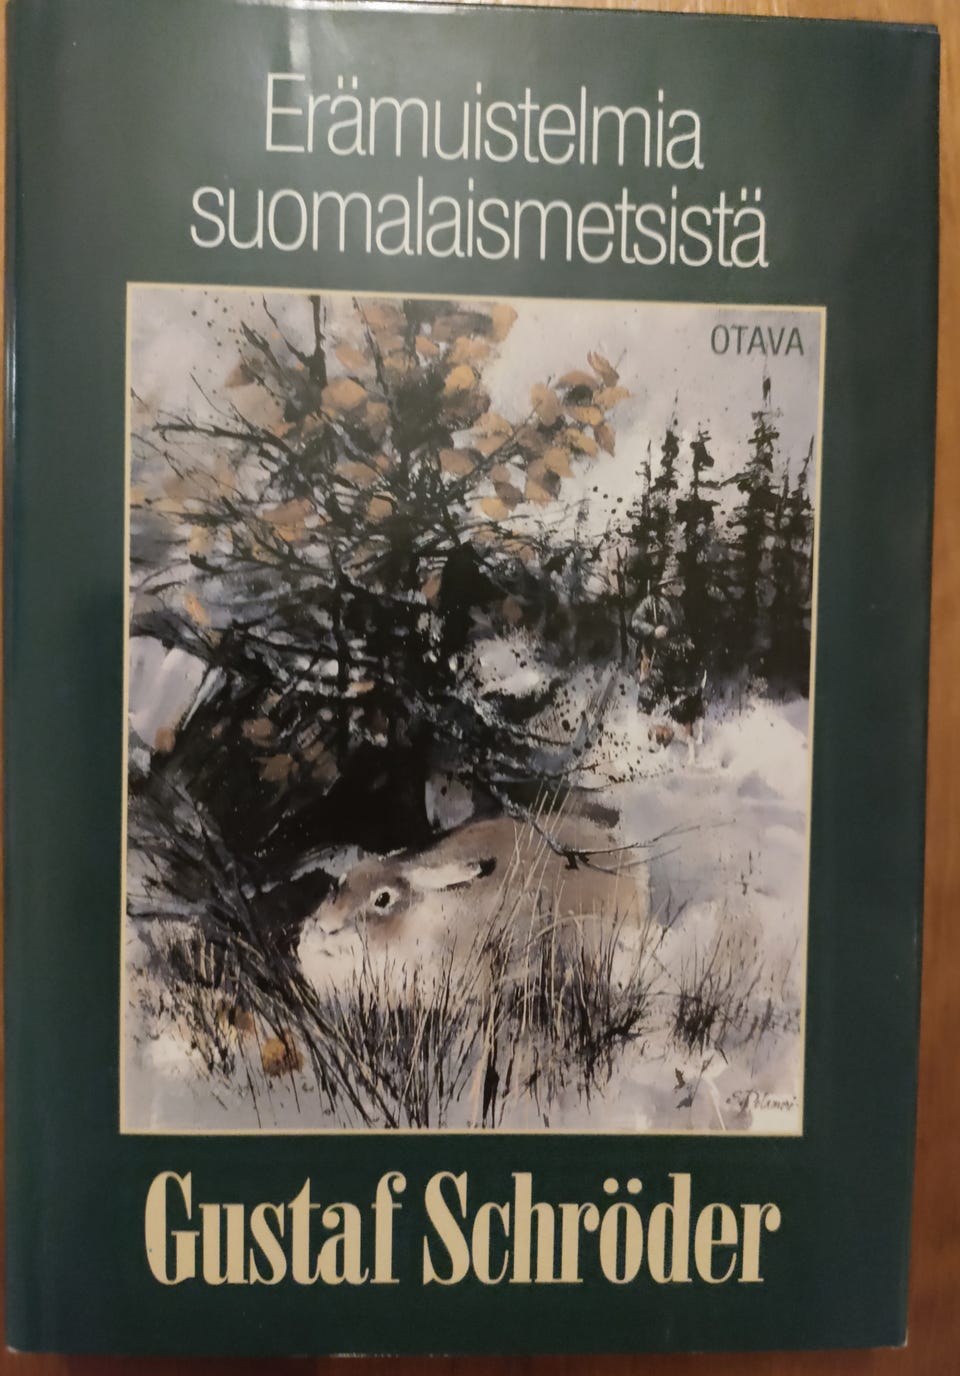 Erämuistelmia
suomalaismetsistä
OTAVA
Gustaf Schröder